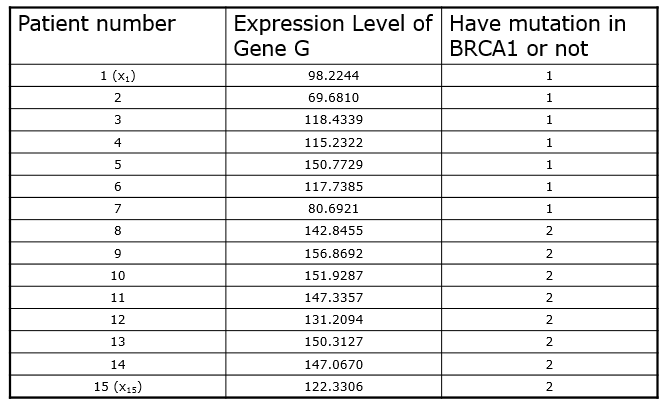 Patient number Expression Level of Gene G Have mutation in BRCA1 or not
1 (x₁) 98.2244 1
2 69.6810 1
3 118.4339 1
4 115.2322 1
5 150.7729 1
6 117.7385 1
7 80.6921 1
8 142.8455 2
9 156.8692 2
10 151.9287 2
11 147.3357 2
12 131.2094 2
13 150.3127 2
14 147.0670 2
15 (x₁₅) 122.3306 2